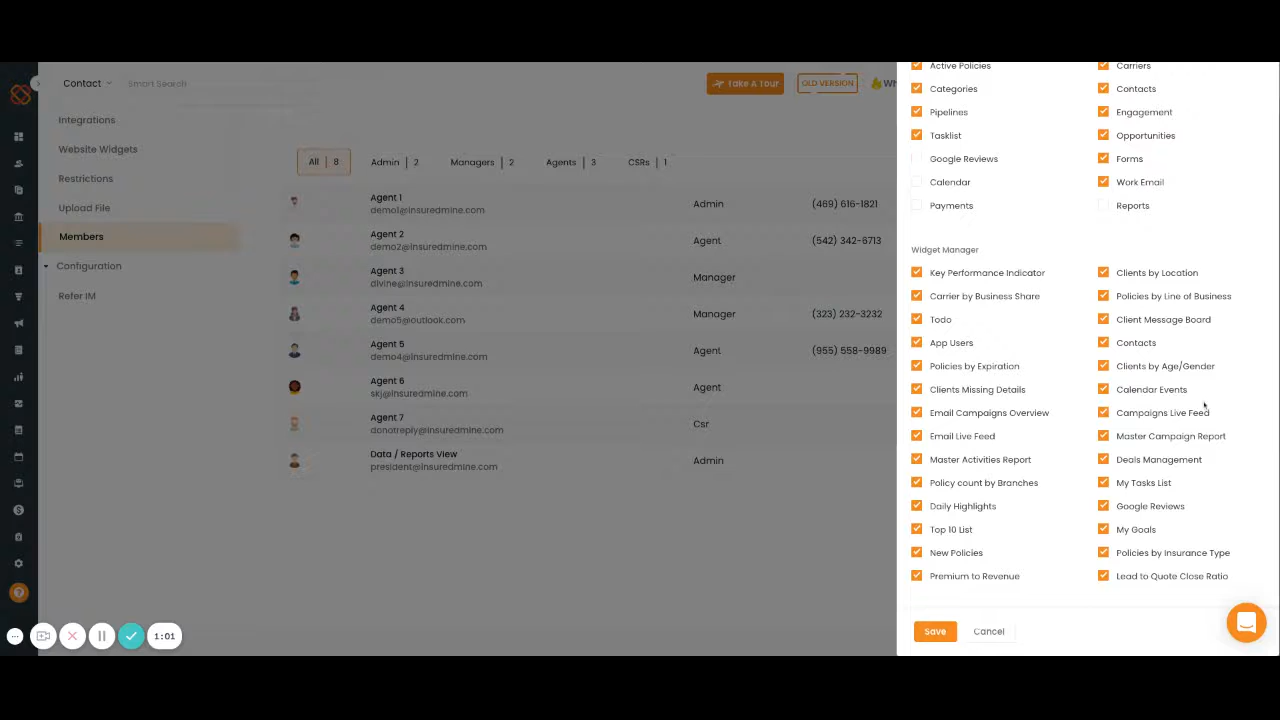 Contact
Smart Search
Take A Tour
OLD VERSION
Wh
Integrations
Website Widgets
Restrictions
Upload File
Members
Configuration
Refer IM
All | 8
Admin | 2
Managers | 2
Agents | 3
CSRs | 1
Agent 1
demo1@insuredmine.com
Admin
(469) 616-1821
Agent 2
demo2@insuredmine.com
Agent
(542) 342-6713
Agent 3
divine@insuredmine.com
Manager
Agent 4
demo5@outlook.com
Manager
(323) 232-3232
Agent 5
demo4@insuredmine.com
Agent
(955) 558-9989
Agent 6
skj@insuredmine.com
Agent
Agent 7
donotreply@insuredmine.com
Csr
Data / Reports View
president@insuredmine.com
Admin
Active Policies
Carriers
Categories
Contacts
Pipelines
Engagement
Tasklist
Opportunities
Google Reviews
Forms
Calendar
Work Email
Payments
Reports
Widget Manager
Key Performance Indicator
Clients by Location
Carrier by Business Share
Policies by Line of Business
Todo
Client Message Board
App Users
Contacts
Policies by Expiration
Clients by Age/Gender
Clients Missing Details
Calendar Events
Email Campaigns Overview
Campaigns Live Feed
Email Live Feed
Master Campaign Report
Master Activities Report
Deals Management
Policy count by Branches
My Tasks List
Daily Highlights
Google Reviews
Top 10 List
My Goals
New Policies
Policies by Insurance Type
Premium to Revenue
Lead to Quote Close Ratio
Save
Cancel
1:01